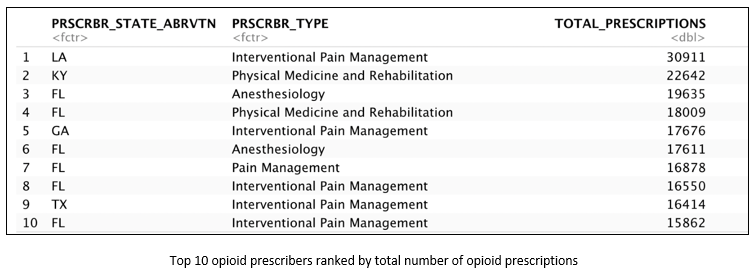 PRSCRBR_STATE_ABRVTN PRSCRBR_TYPE TOTAL_PRESCRIPTIONS
<fctr> <fctr> <dbl>
1 LA Interventional Pain Management 30911
2 KY Physical Medicine and Rehabilitation 22642
3 FL Anesthesiology 19635
4 FL Physical Medicine and Rehabilitation 18009
5 GA Interventional Pain Management 17676
6 FL Anesthesiology 17611
7 FL Pain Management 16878
8 FL Interventional Pain Management 16550
9 TX Interventional Pain Management 16414
10 FL Interventional Pain Management 15862
Top 10 opioid prescribers ranked by total number of opioid prescriptions